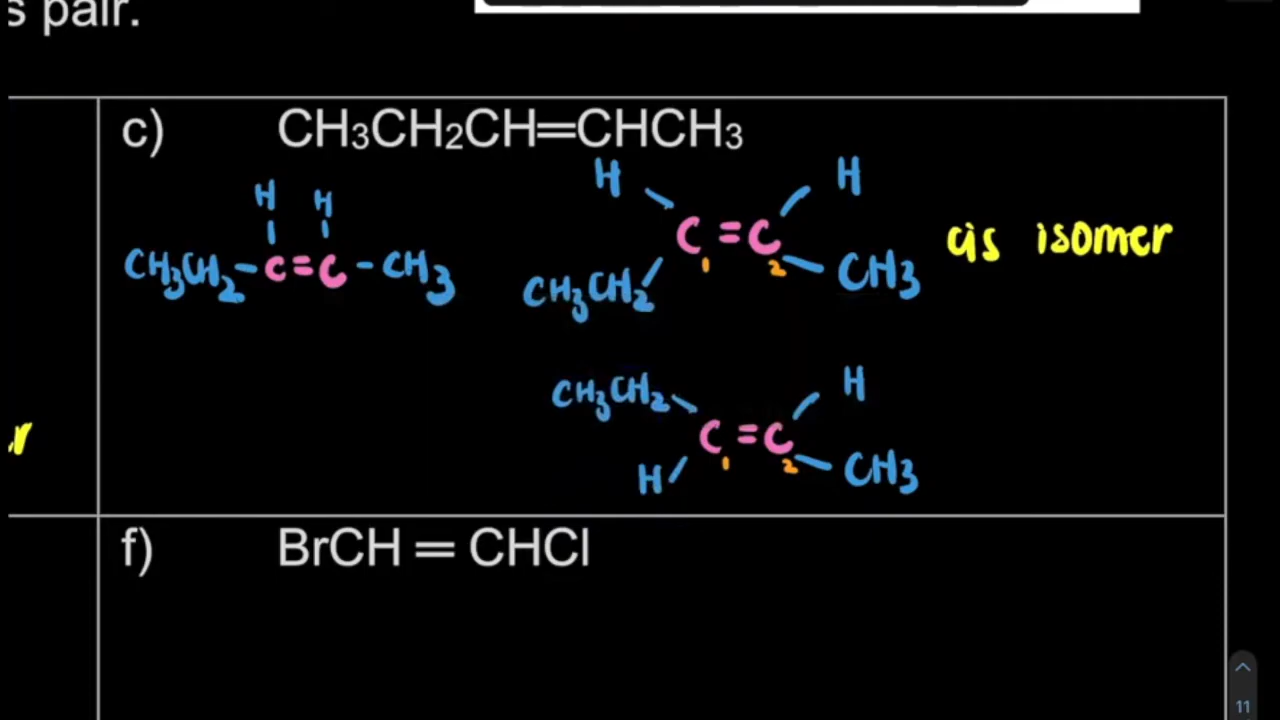 s pair.
c) CH3CH2CH=CHCH3
H H H H
CH3CH2-C=C-CH3 C=C cis isomer
1 2
CH3CH2 CH3
CH3CH2 H
C=C
1 2
H CH3
r
f) BrCH=CHCl
11